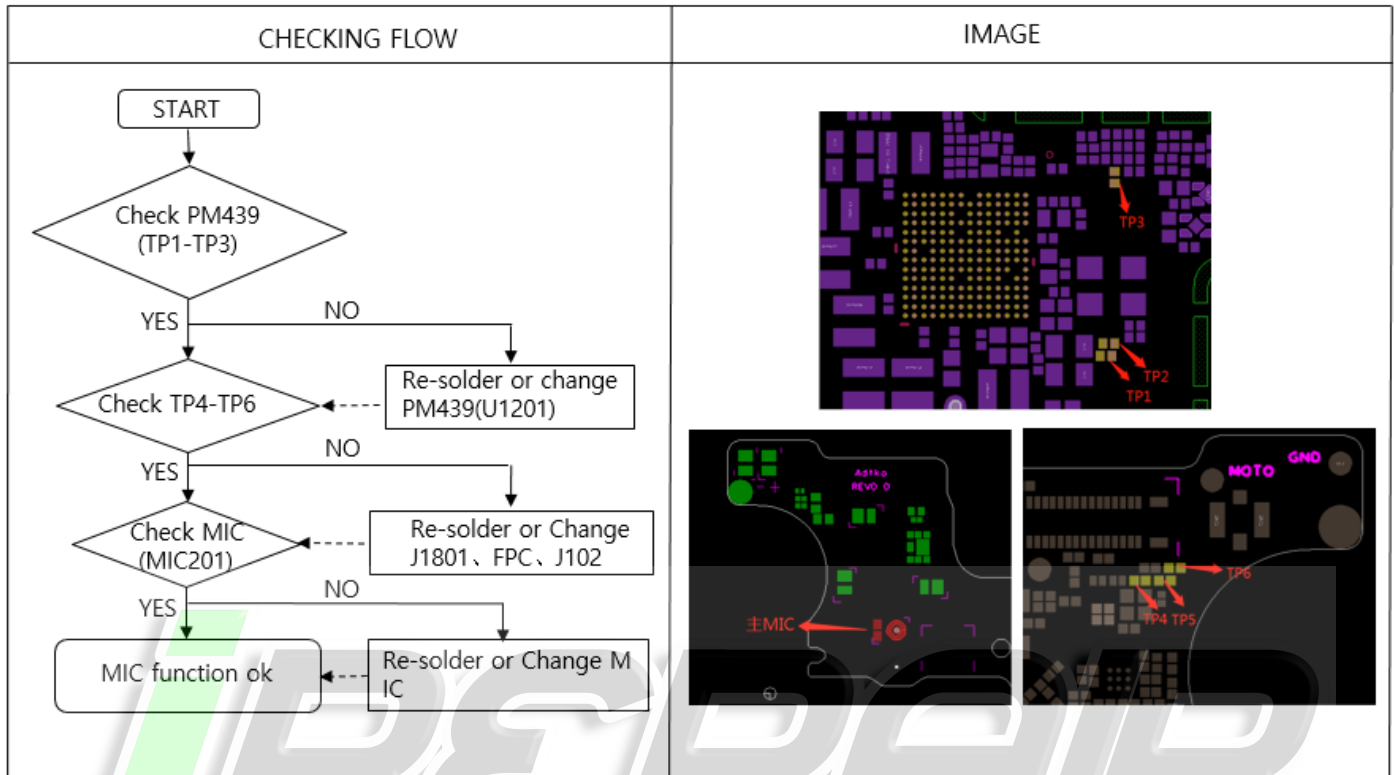 CHECKING FLOW
IMAGE
START
Check PM439
(TP1-TP3)
YES
NO
Re-solder or change
PM439(U1201)
Check TP4-TP6
YES
NO
Re-solder or Change
J1801、FPC、J102
Check MIC
(MIC201)
YES
NO
Re-solder or Change M
IC
MIC function ok
TP3
TP2
TP1
Adtko
REVO 0
- +
主MIC
MOTO
GND
TP6
TP4 TP5